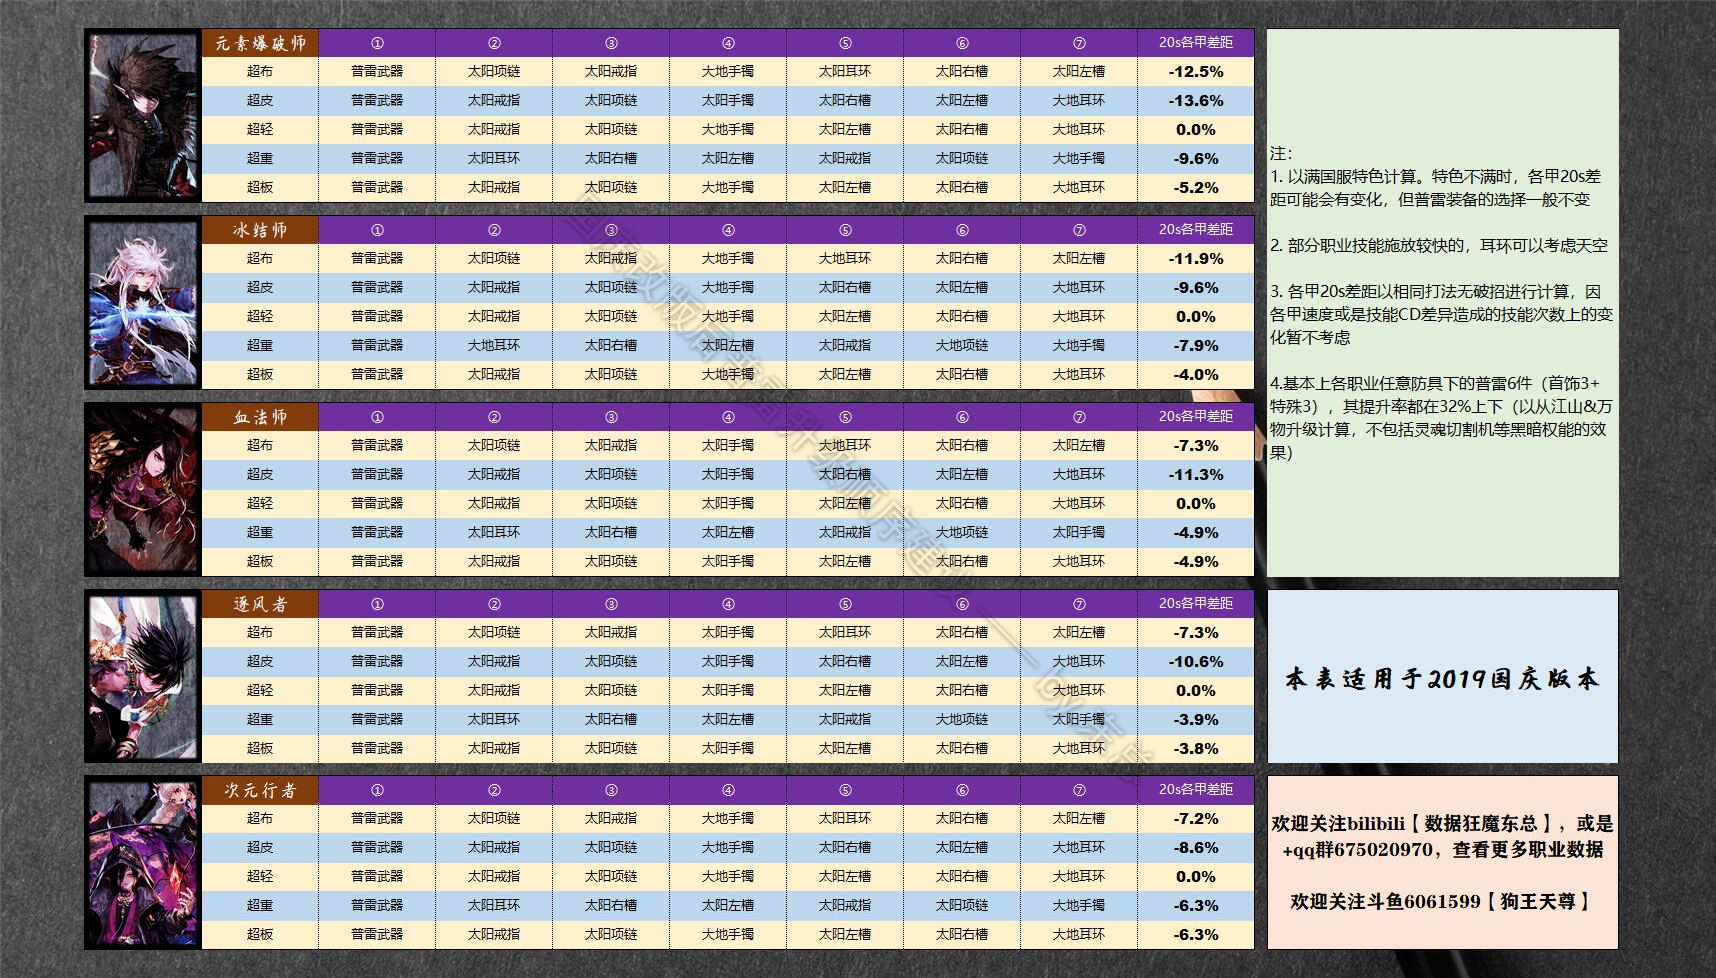 元素爆破师 ① ② ③ ④ ⑤ ⑥ ⑦ 20s各甲差距
超布 普雷武器 太阳项链 太阳戒指 大地手镯 太阳耳环 太阳右槽 太阳左槽 -12.5%
超皮 普雷武器 太阳戒指 太阳项链 太阳手镯 太阳右槽 太阳左槽 大地耳环 -13.6%
超轻 普雷武器 太阳戒指 太阳项链 大地手镯 太阳左槽 太阳右槽 大地耳环 0.0%
超重 普雷武器 太阳耳环 太阳右槽 太阳左槽 太阳戒指 太阳项链 大地手镯 -9.6%
超板 普雷武器 太阳戒指 太阳项链 大地手镯 太阳左槽 太阳右槽 大地耳环 -5.2%
冰结师 ① ② ③ ④ ⑤ ⑥ ⑦ 20s各甲差距
超布 普雷武器 太阳项链 太阳戒指 大地手镯 大地耳环 太阳右槽 太阳左槽 -11.9%
超皮 普雷武器 太阳戒指 太阳项链 大地手镯 太阳右槽 太阳左槽 大地耳环 -9.6%
超轻 普雷武器 太阳戒指 太阳项链 大地手镯 太阳左槽 太阳右槽 大地耳环 0.0%
超重 普雷武器 大地耳环 太阳右槽 太阳左槽 太阳戒指 大地项链 大地手镯 -7.9%
超板 普雷武器 太阳戒指 太阳项链 大地手镯 太阳左槽 太阳右槽 大地耳环 -4.0%
血法师 ① ② ③ ④ ⑤ ⑥ ⑦ 20s各甲差距
超布 普雷武器 太阳项链 太阳戒指 太阳手镯 大地耳环 太阳右槽 太阳左槽 -7.3%
超皮 普雷武器 太阳戒指 太阳项链 太阳手镯 太阳右槽 太阳左槽 大地耳环 -11.3%
超轻 普雷武器 太阳戒指 太阳项链 太阳手镯 太阳左槽 太阳右槽 大地耳环 0.0%
超重 普雷武器 太阳耳环 太阳右槽 太阳左槽 太阳戒指 大地项链 太阳手镯 -4.9%
超板 普雷武器 太阳戒指 太阳项链 太阳手镯 太阳左槽 太阳右槽 大地耳环 -4.9%
逐风者 ① ② ③ ④ ⑤ ⑥ ⑦ 20s各甲差距
超布 普雷武器 太阳项链 太阳戒指 太阳手镯 太阳耳环 太阳右槽 太阳左槽 -7.3%
超皮 普雷武器 太阳戒指 太阳项链 太阳手镯 太阳右槽 太阳左槽 大地耳环 -10.6%
超轻 普雷武器 太阳戒指 太阳项链 太阳手镯 太阳左槽 太阳右槽 大地耳环 0.0%
超重 普雷武器 太阳耳环 太阳右槽 太阳左槽 太阳戒指 大地项链 太阳手镯 -3.9%
超板 普雷武器 太阳戒指 太阳项链 太阳手镯 太阳左槽 太阳右槽 大地耳环 -3.8%
次元行者 ① ② ③ ④ ⑤ ⑥ ⑦ 20s各甲差距
超布 普雷武器 太阳项链 太阳戒指 大地手镯 太阳耳环 太阳右槽 太阳左槽 -7.2%
超皮 普雷武器 太阳戒指 太阳项链 大地手镯 太阳右槽 太阳左槽 大地耳环 -8.6%
超轻 普雷武器 太阳戒指 太阳项链 大地手镯 太阳左槽 太阳右槽 大地耳环 0.0%
超重 普雷武器 太阳耳环 太阳右槽 太阳左槽 太阳戒指 太阳项链 大地手镯 -6.3%
超板 普雷武器 太阳戒指 太阳项链 大地手镯 太阳左槽 太阳右槽 大地耳环 -6.3%
注：
1. 以满国服特色计算。特色不满时，各甲20s差
距可能会有变化，但普雷装备的选择一般不变
2. 部分职业技能施放较快的，耳环可以考虑天空
3. 各甲20s差距以相同打法无破招进行计算，因
各甲速度或是技能CD差异造成的技能次数上的变
化暂不考虑
4.基本上各职业任意防具下的普雷6件（首饰3+
特殊3），其提升率都在32%上下（以从江山&万
物升级计算，不包括灵魂切割机等黑暗权能的效
果）
本表适用于2019国庆版本
欢迎关注bilibili【数据狂魔东总】，或是
+qq群675020970，查看更多职业数据
欢迎关注斗鱼6061599【狗王天尊】
国庆改版后普雷升级顺序建议——by东总